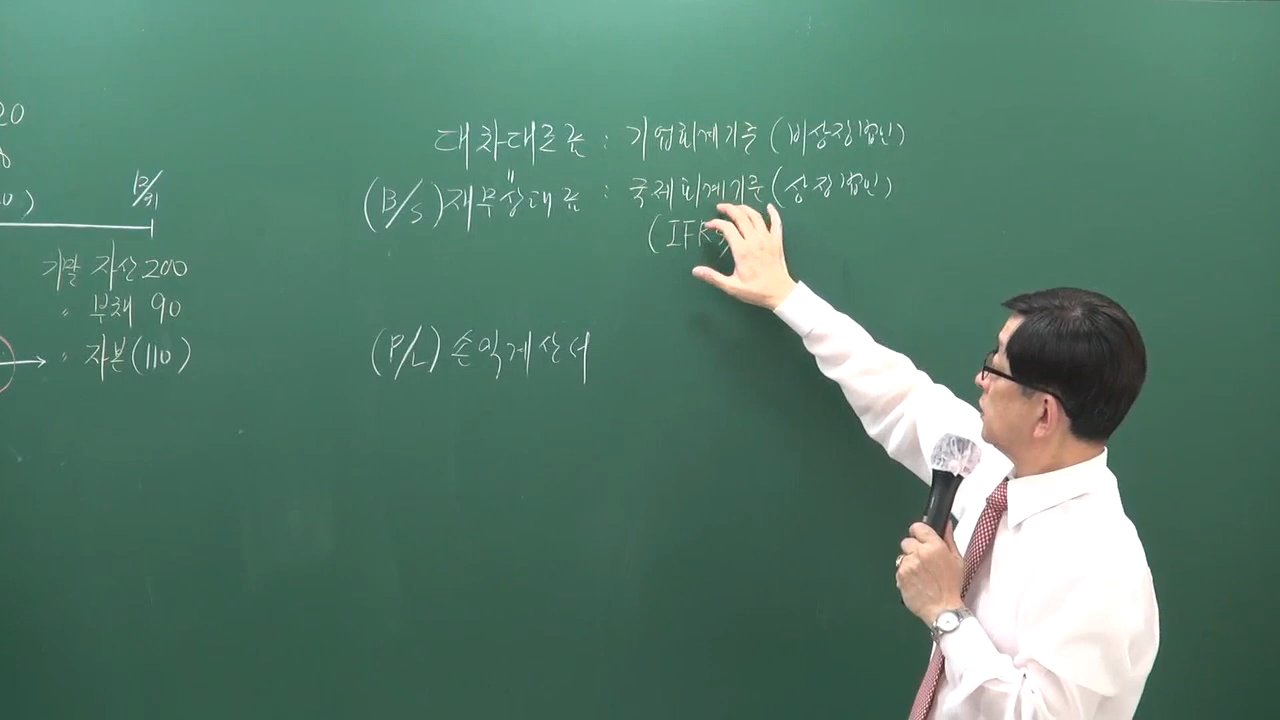 20
12/31
기말 자산 200
〃 부채 90
〃 자본(110)
대차대조표 : 기업회계기준(비상장법인)
〃
(B/S)재무상태표 : 국제회계기준(상장법인)
(IFRS
(P/L)손익계산서